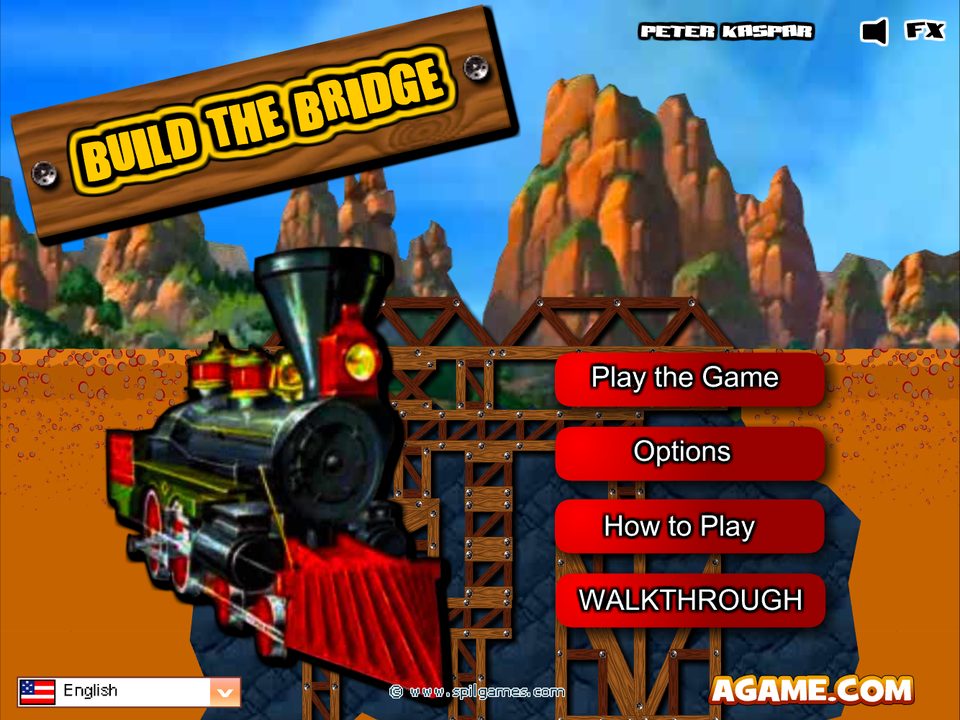 PETER KASPAR
FX
BUILD THE BRIDGE
Play the Game
Options
How to Play
WALKTHROUGH
English
© www.spilgames.com
AGAME.COM